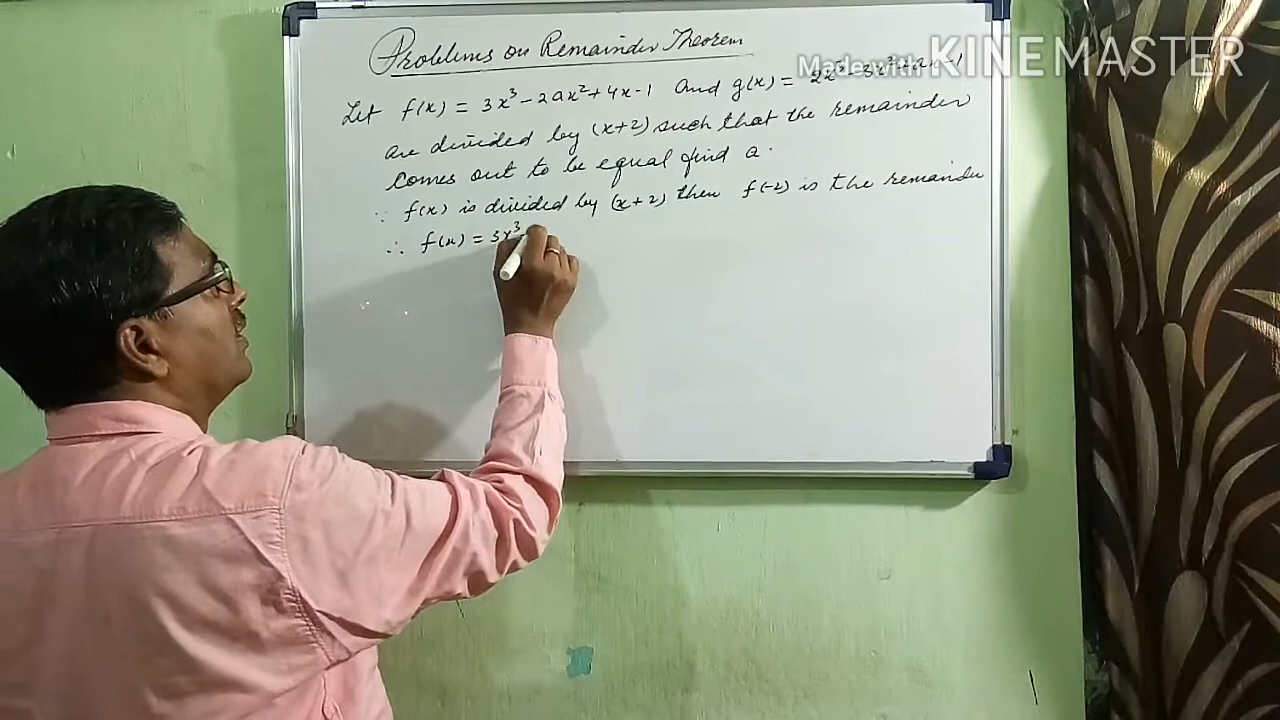 Problems on Remainder Theorem
Made with KINEMASTER
Let f(x) = 3x³ - 2ax² + 4x - 1 And g(x) = 2x³ - 3x² + ax - 1
are divided by (x+2) such that the remainder
comes out to be equal find a.
∵ f(x) is divided by (x+2) then f(-2) is the remainder
∴ f(x) = 3x³